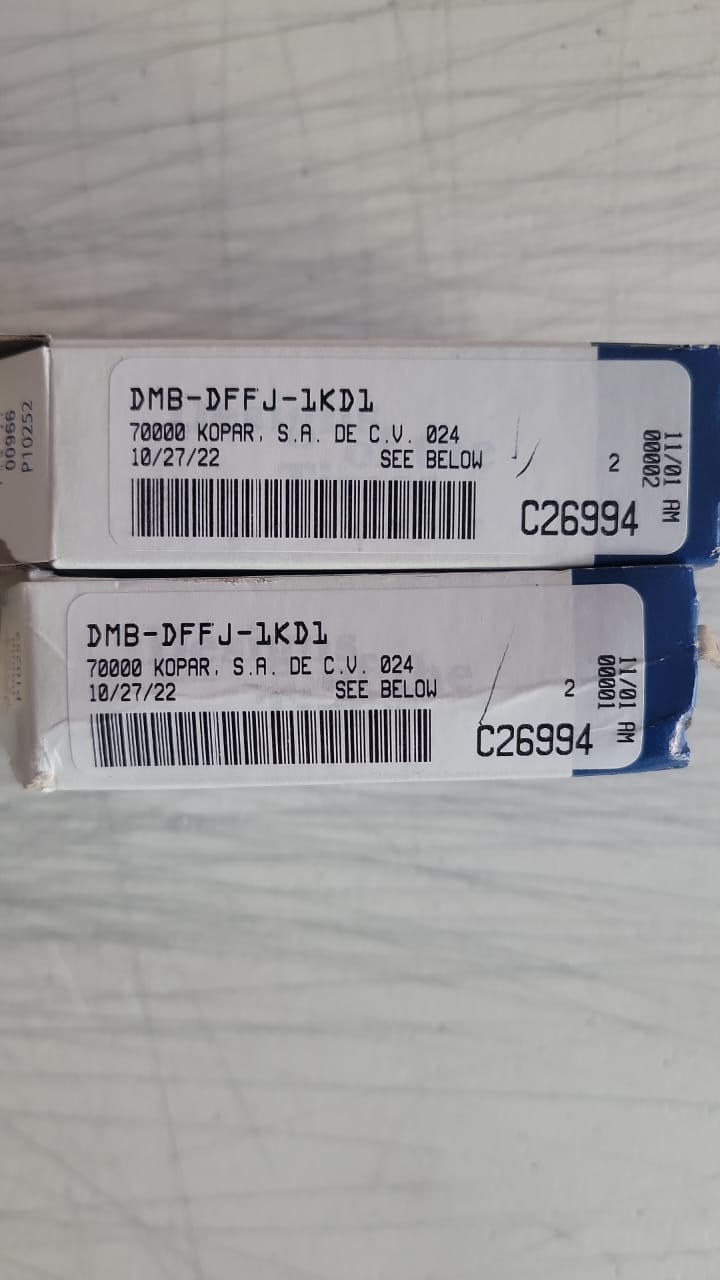 00966
P10252
DMB-DFFJ-1KD1
70000 KOPAR, S.A. DE C.V. 024
10/27/22 SEE BELOW
2
C26994
11/01 AM
00002
DMB-DFFJ-1KD1
70000 KOPAR, S.A. DE C.V. 024
10/27/22 SEE BELOW
2
C26994
11/01 AM
00001